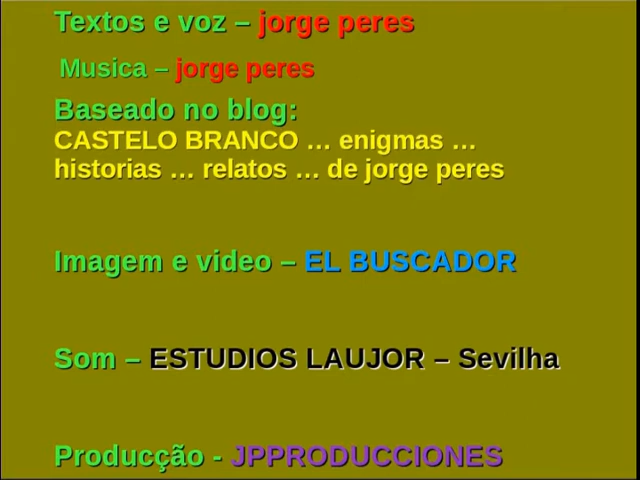 Textos e voz – jorge peres
Musica – jorge peres
Baseado no blog:
CASTELO BRANCO ... enigmas ...
historias ... relatos ... de jorge peres
Imagem e video – EL BUSCADOR
Som – ESTUDIOS LAUJOR – Sevilha
Producção - JPPRODUCCIONES